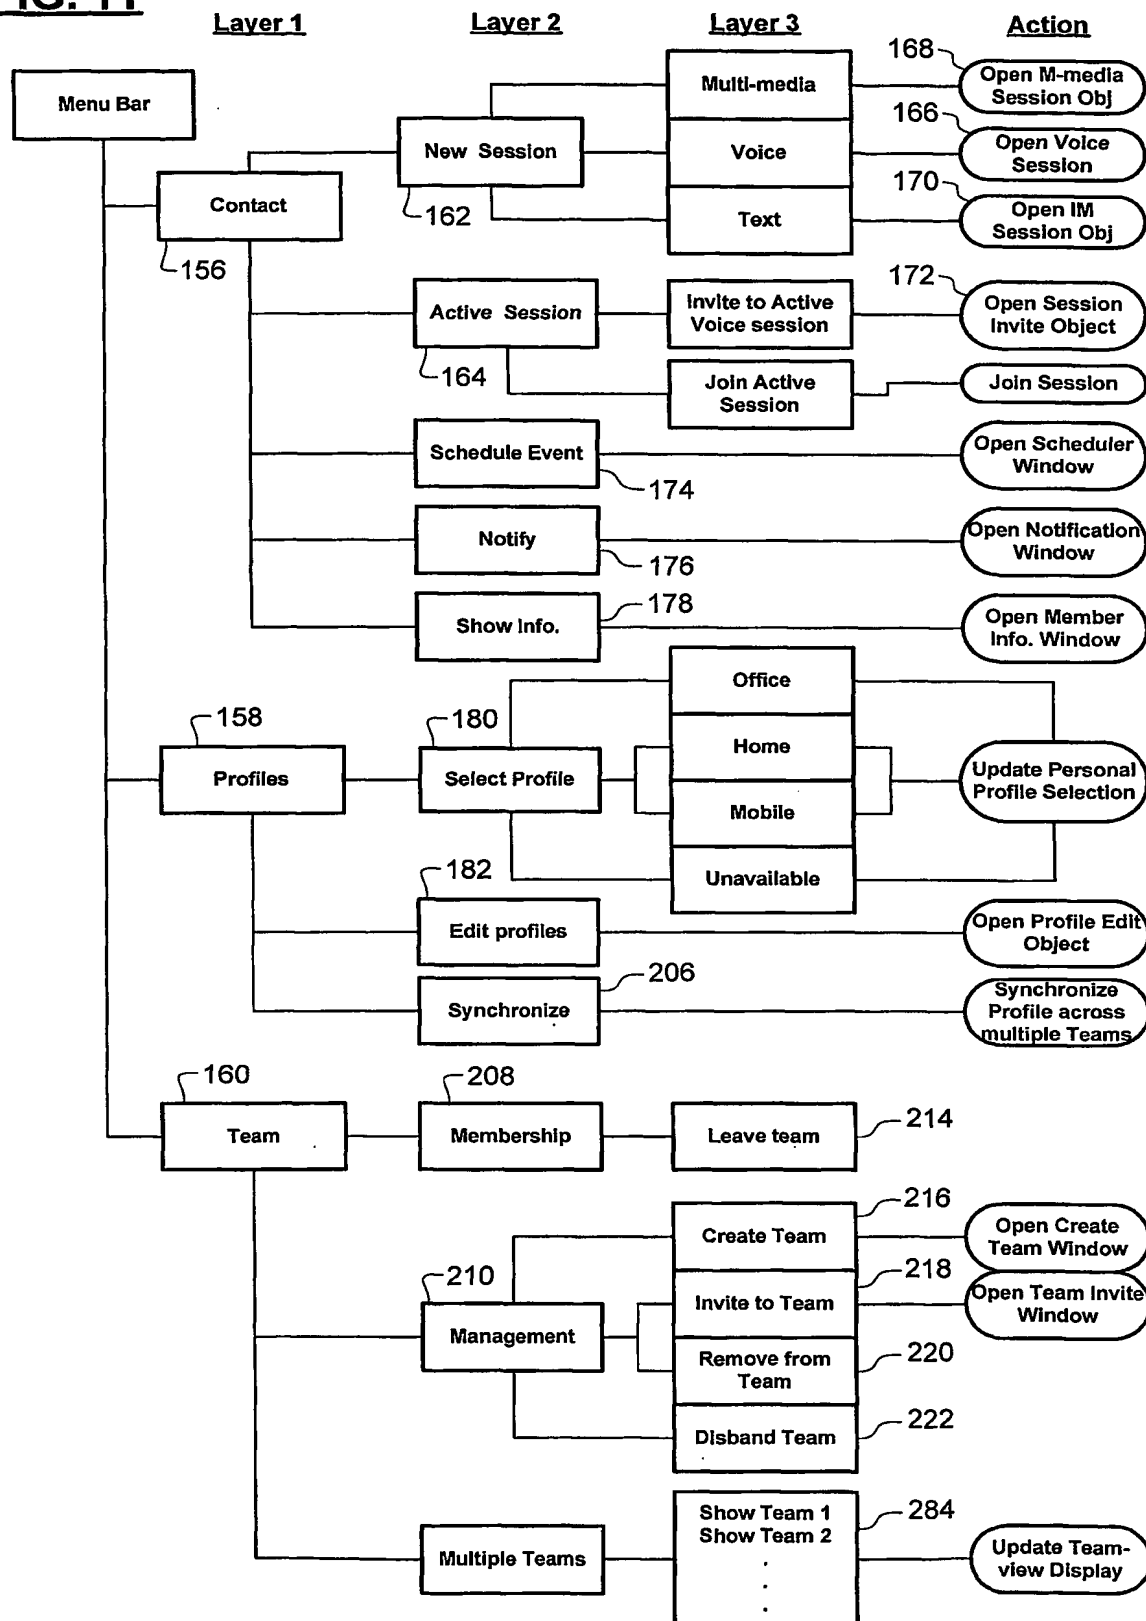 FIG. 11
Layer 1
Layer 2
Layer 3
Action
Menu Bar
Multi-media
168
Open M-media
Session Obj
New Session
162
Voice
166
Open Voice
Session
Contact
156
Text
170
Open IM
Session Obj
Active Session
164
Invite to Active
Voice session
172
Open Session
Invite Object
Join Active
Session
Join Session
Schedule Event
174
Open Scheduler
Window
Notify
176
Open Notification
Window
Show Info.
178
Open Member
Info. Window
Office
158
Profiles
180
Select Profile
Home
Mobile
Update Personal
Profile Selection
Unavailable
182
Edit profiles
Open Profile Edit
Object
206
Synchronize
Synchronize
Profile across
multiple Teams
160
Team
208
Membership
Leave team
214
216
Create Team
Open Create
Team Window
210
Management
218
Invite to Team
Open Team Invite
Window
Remove from
Team
220
Disband Team
222
Multiple Teams
Show Team 1
Show Team 2
.
.
.
284
Update Team-
view Display